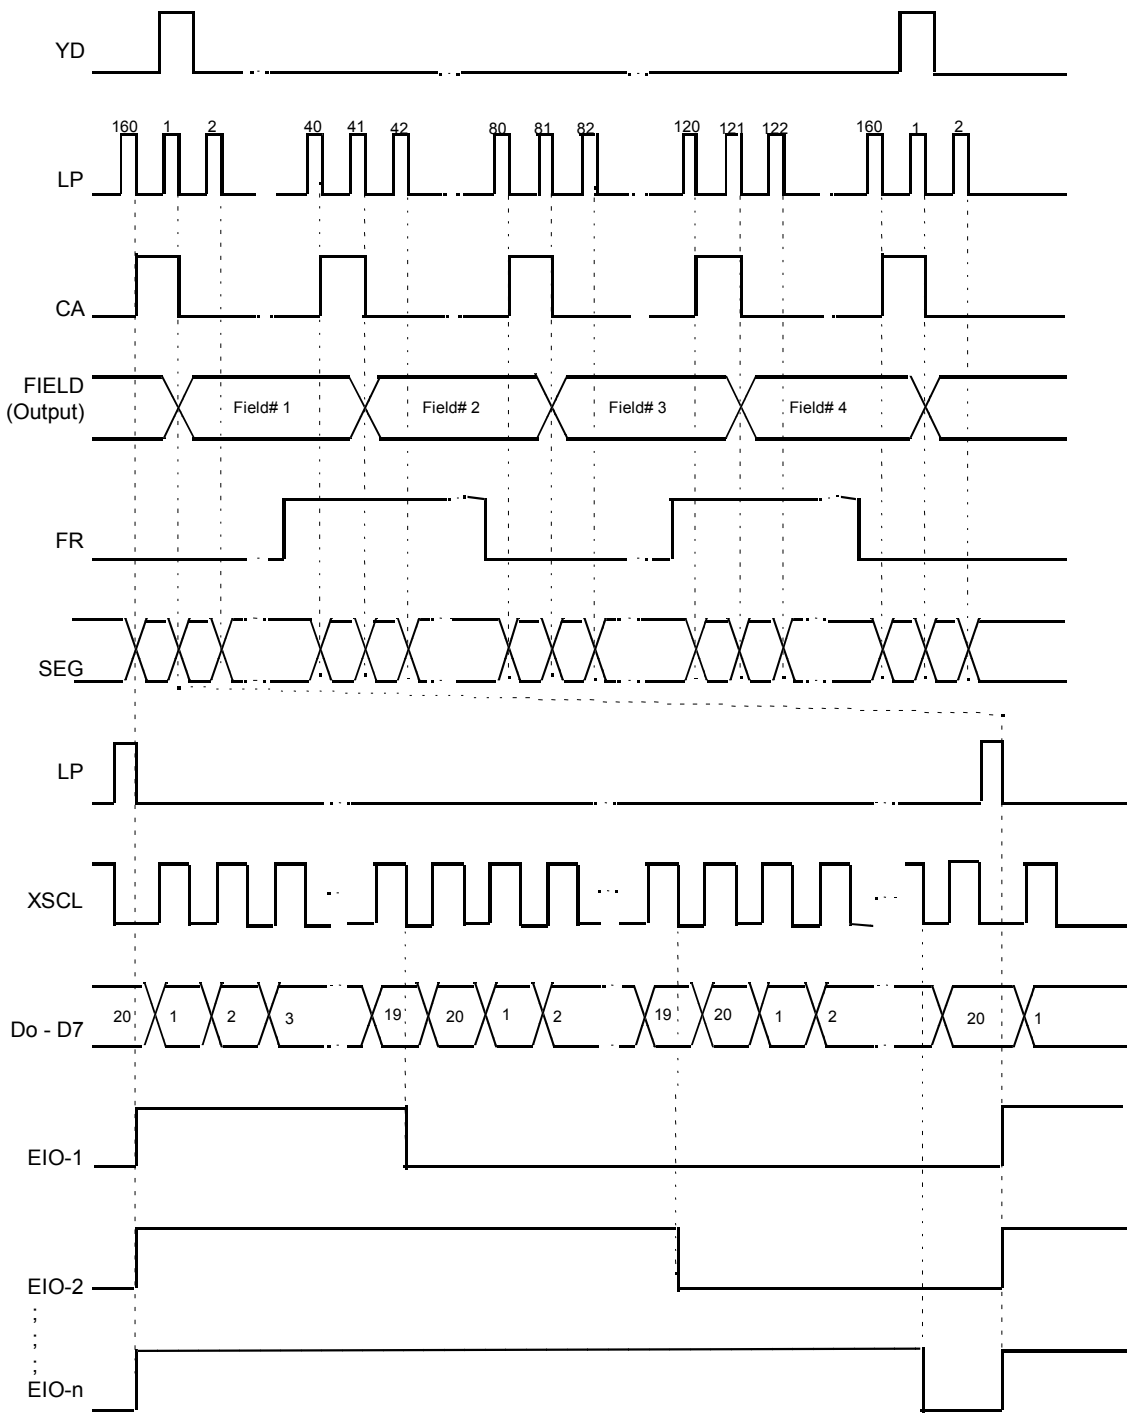 YD
160 1 2 40 41 42 80 81 82 120 121 122 160 1 2
LP
CA
FIELD
(Output)
Field# 1 Field# 2 Field# 3 Field# 4
FR
SEG
LP
XSCL
Do - D7
20 1 2 3 19 20 1 2 19 20 1 2 20 1
EIO-1
EIO-2
;
;
;
EIO-n